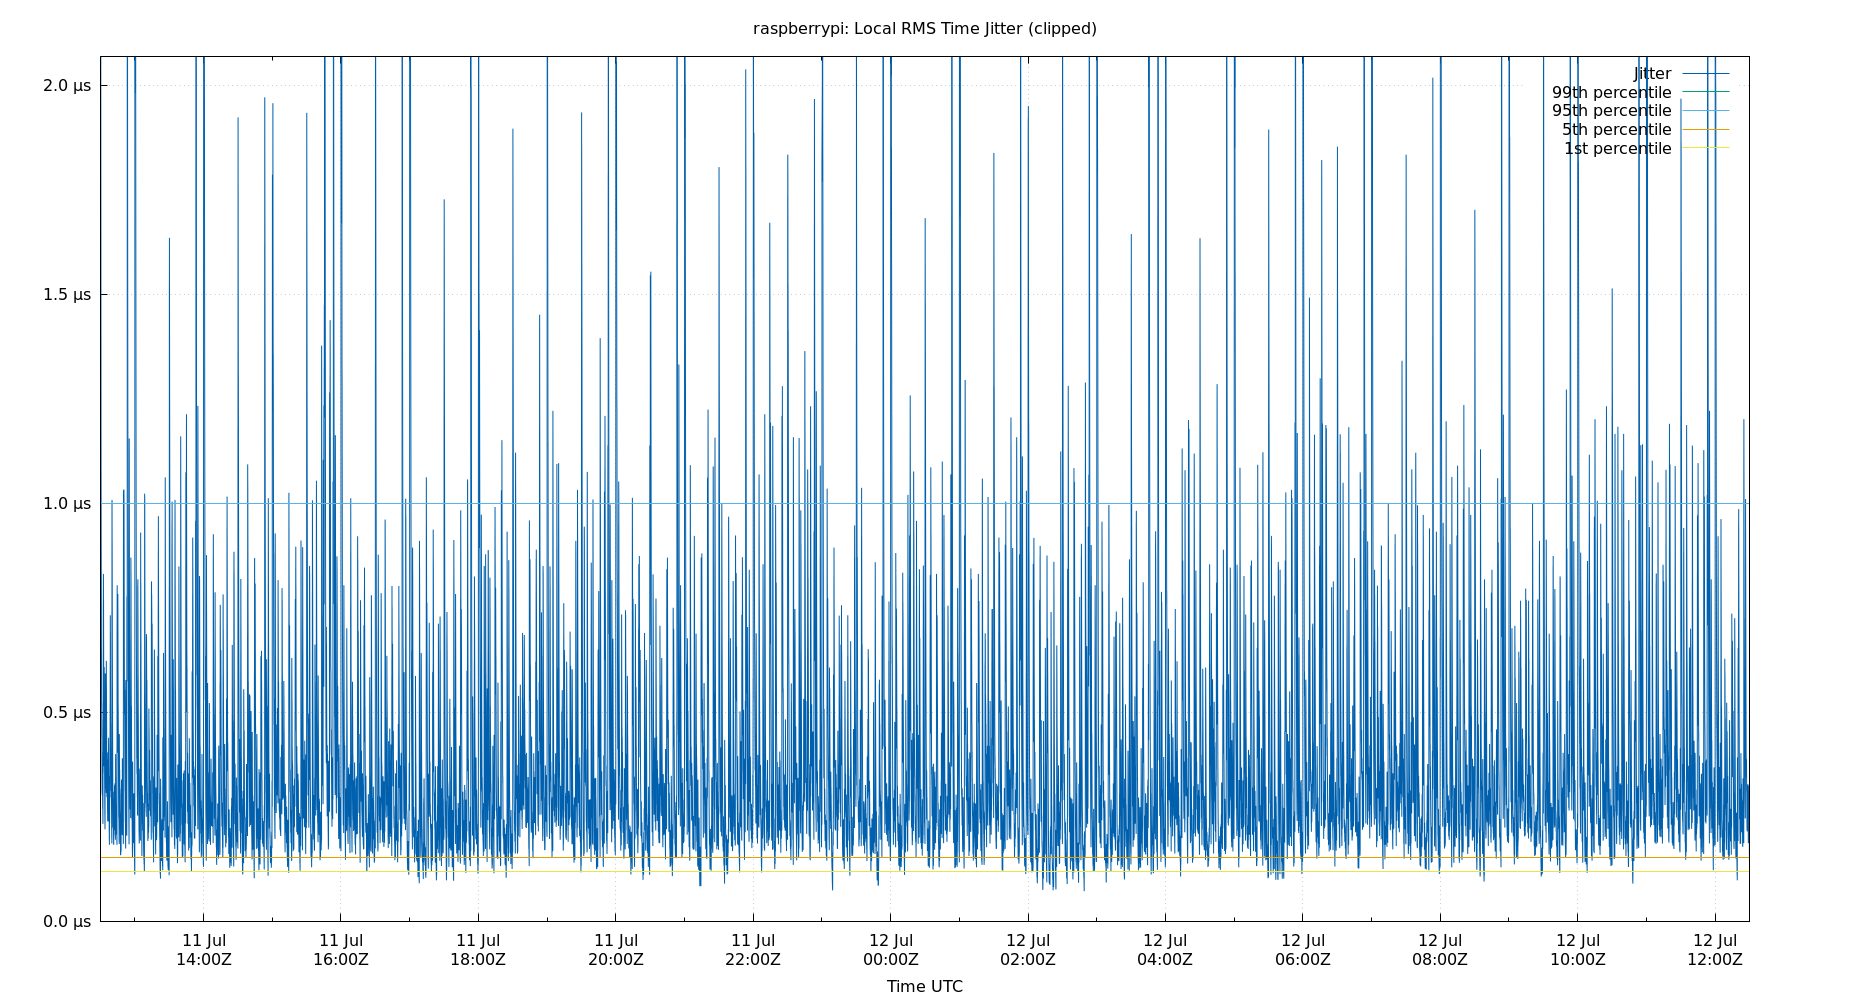 raspberrypi: Local RMS Time Jitter (clipped)
2.0 µs
1.5 µs
1.0 µs
0.5 µs
0.0 µs
Jitter
99th percentile
95th percentile
5th percentile
1st percentile
11 Jul 11 Jul 11 Jul 11 Jul 11 Jul 12 Jul 12 Jul 12 Jul 12 Jul 12 Jul 12 Jul 12 Jul
14:00Z 16:00Z 18:00Z 20:00Z 22:00Z 00:00Z 02:00Z 04:00Z 06:00Z 08:00Z 10:00Z 12:00Z
Time UTC